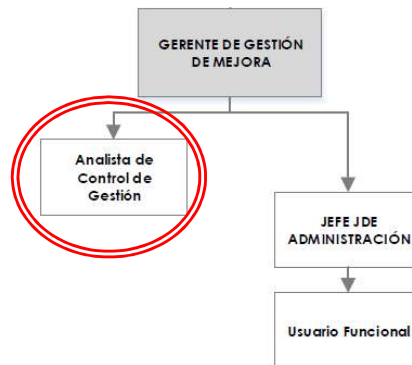 GERENTE DE GESTIÓN
DE MEJORA
Analista de
Control de
Gestión
JEFE JDE
ADMINISTRACIÓN
Usuario Funcional